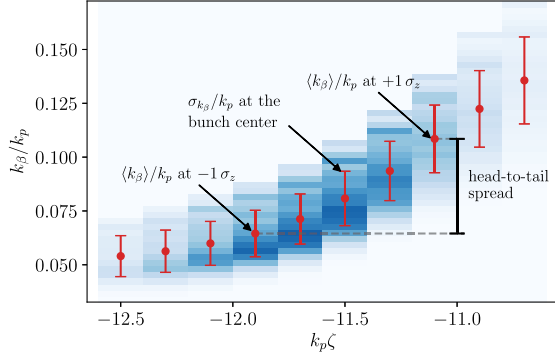 0.150
0.125
0.100
0.075
0.050
k_β/k_p
⟨k_β⟩/k_p at +1 σ_z
σ_{k_β}/k_p at the
bunch center
⟨k_β⟩/k_p at −1 σ_z
head-to-tail
spread
−12.5
−12.0
−11.5
−11.0
k_pζ